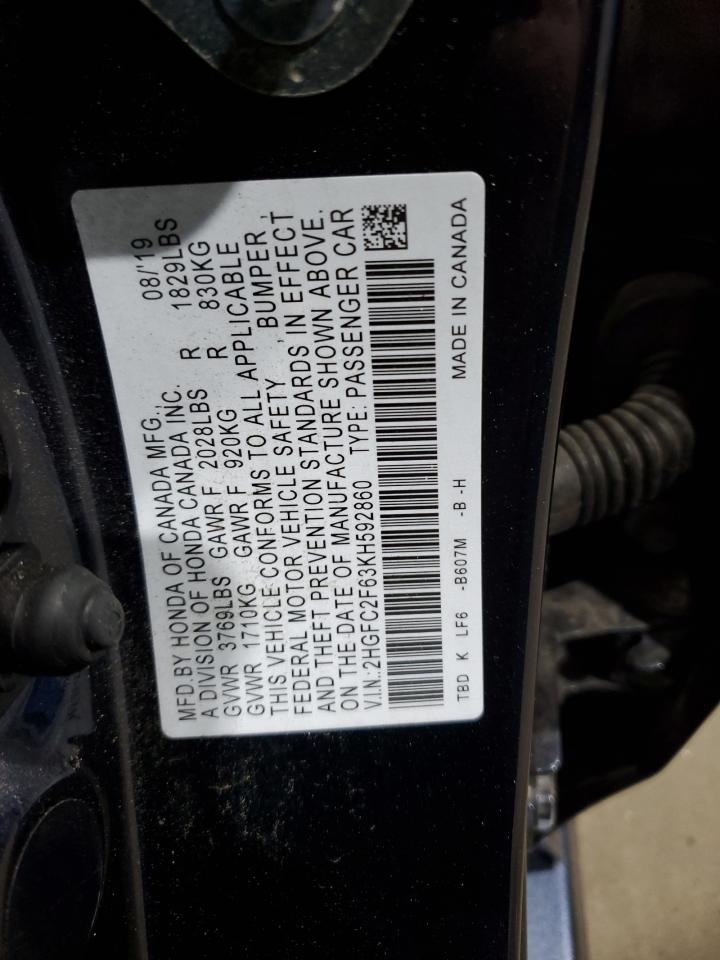 MFD.BY HONDA OF CANADA MFG., 08/'19
A DIVISION OF HONDA CANADA INC.
GVWR 3769LBS GAWR F 2028LBS R 1829LBS
GVWR 1710KG GAWR F 920KG R 830KG
THIS VEHICLE CONFORMS TO ALL APPLICABLE
FEDERAL MOTOR VEHICLE SAFETY , BUMPER ,
AND THEFT PREVENTION STANDARDS IN EFFECT
ON THE DATE OF MANUFACTURE SHOWN ABOVE.
V.I.N.:2HGFC2F63KH592860 TYPE: PASSENGER CAR
TBD K LF6 -B607M -B -H MADE IN CANADA